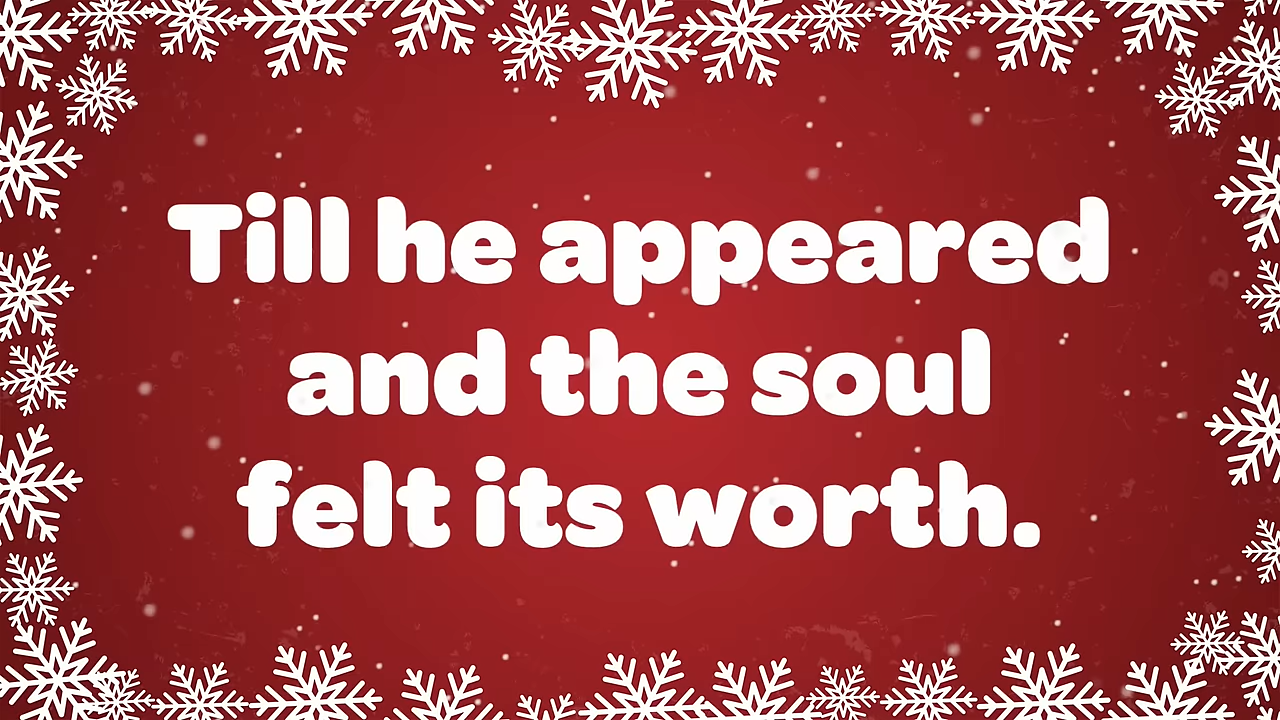 Till he appeared
and the soul
felt its worth.